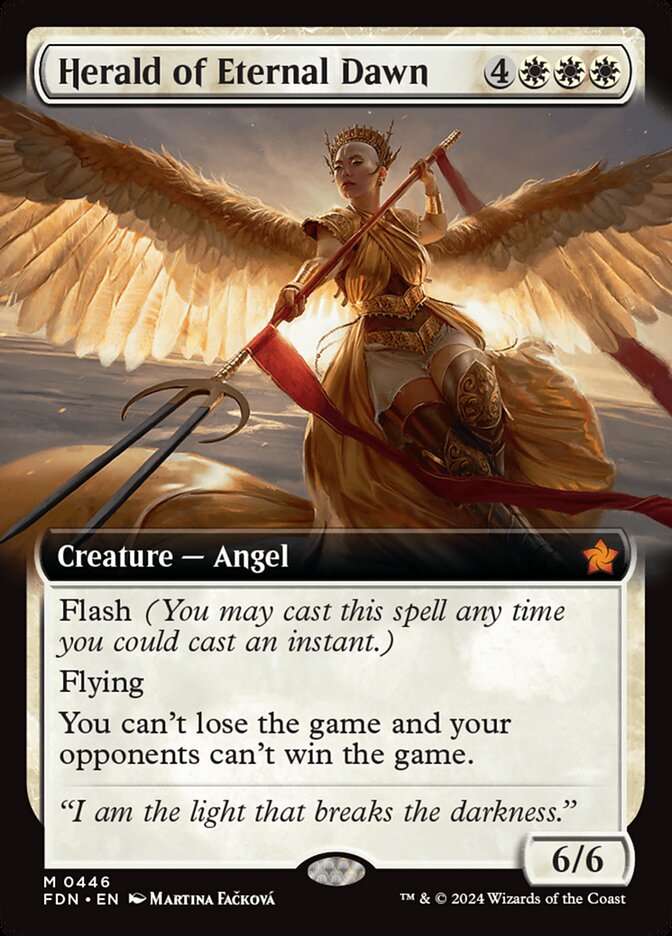 Herald of Eternal Dawn 4
Creature — Angel
Flash (You may cast this spell any time
you could cast an instant.)
Flying
You can't lose the game and your
opponents can't win the game.
"I am the light that breaks the darkness."
6/6
M 0446
FDN • EN Martina Fačková
™ & © 2024 Wizards of the Coast